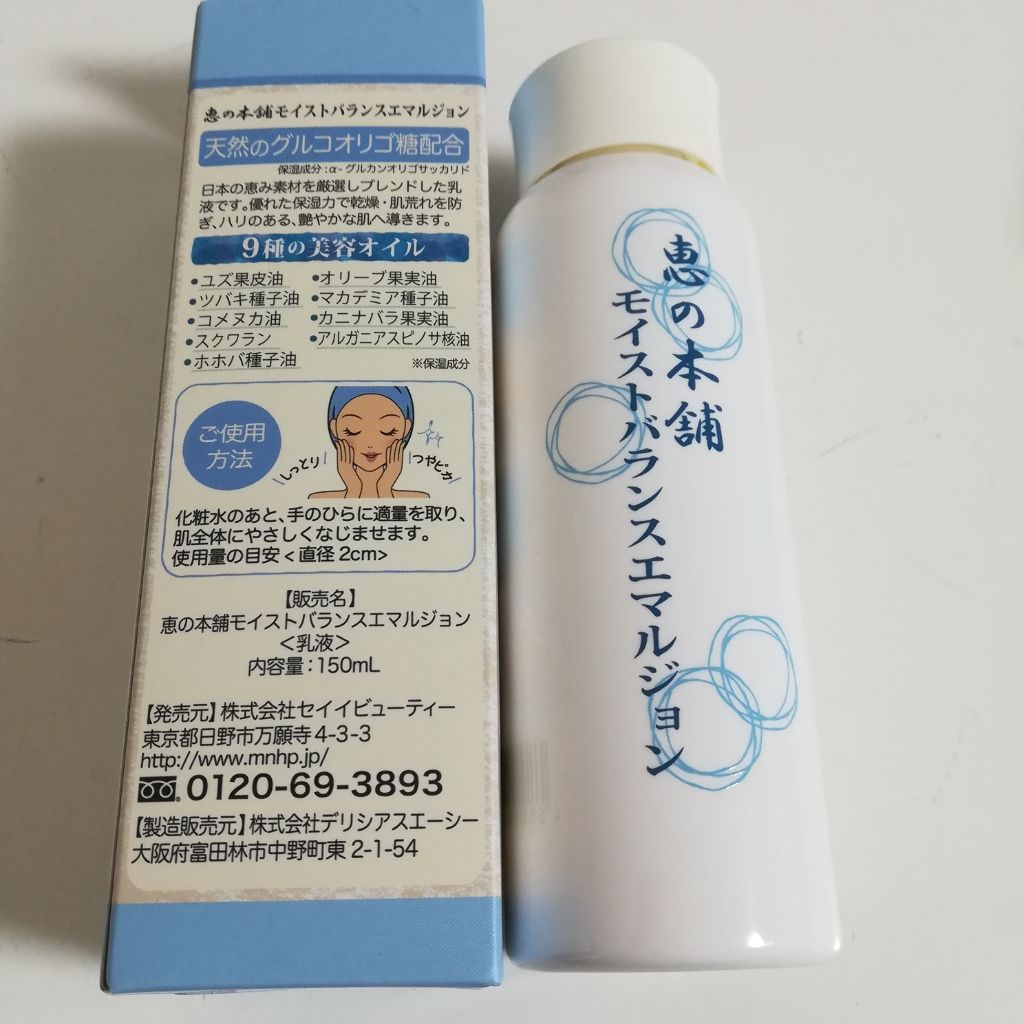 恵の本舗モイストバランスエマルジョン
天然のグルコオリゴ糖配合
保湿成分：α-グルカンオリゴサッカリド
日本の恵み素材を厳選しブレンドした乳
液です。優れた保湿力で乾燥・肌荒れを防
ぎ、ハリのある、艶やかな肌へ導きます。
9種の美容オイル
・ユズ果皮油 ・オリーブ果実油
・ツバキ種子油 ・マカデミア種子油
・コメヌカ油 ・カニナバラ果実油
・スクワラン ・アルガニアスピノサ核油
・ホホバ種子油 ※保湿成分
ご使用
方法
しっとり
つやピカ
化粧水のあと、手のひらに適量を取り、
肌全体にやさしくなじませます。
使用量の目安<直径2cm>
【販売名】
恵の本舗モイストバランスエマルジョン
<乳液>
内容量：150mL
【発売元】株式会社セイイビューティー
東京都日野市万願寺4-3-3
http://www.mnhp.jp/
0120-69-3893
【製造販売元】株式会社デリシアスエーシー
大阪府富田林市中野町東2-1-54
恵の本舗
モイストバランスエマルジョン